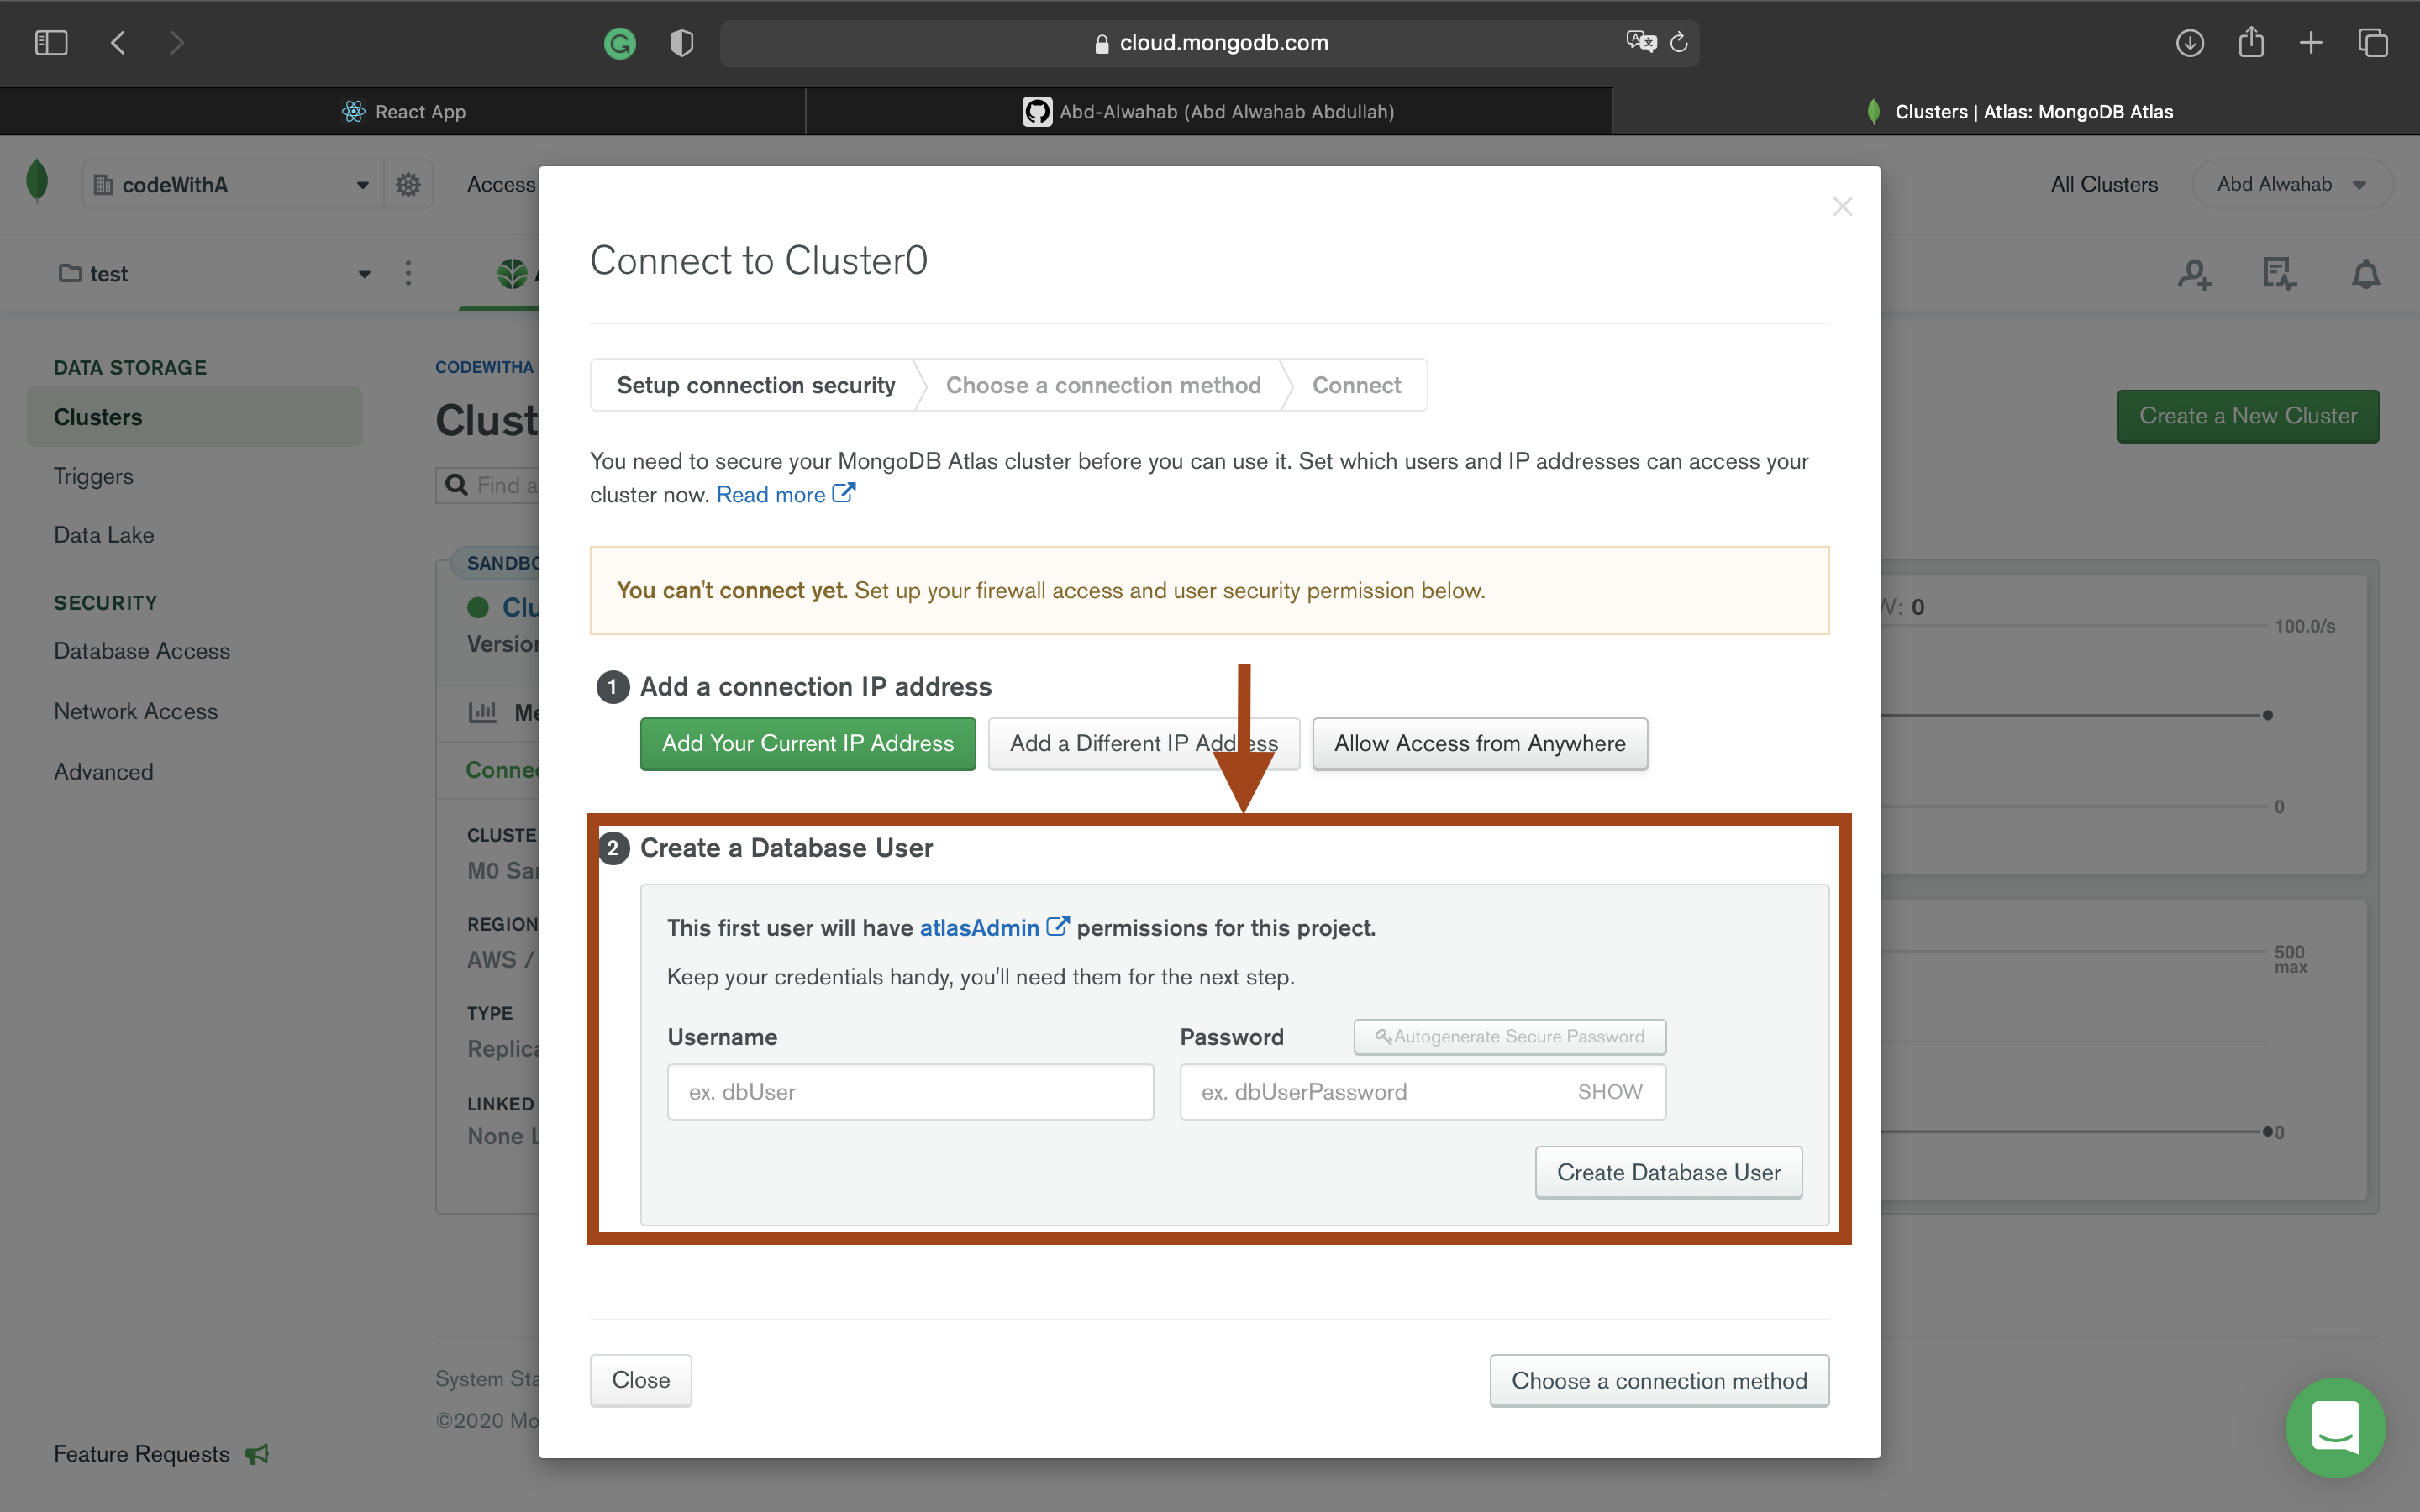 cloud.mongodb.com
React App
Abd-Alwahab (Abd Alwahab Abdullah)
Clusters | Atlas: MongoDB Atlas
codeWithA
Access
All Clusters
Abd Alwahab
test
DATA STORAGE
Clusters
Triggers
Data Lake
SECURITY
Database Access
Network Access
Advanced
Feature Requests
CODEWITHA
Clust
Find a
SANDBO
Clu
Version
Me
Connec
CLUSTE
M0 San
REGION
AWS /
TYPE
Replica
LINKED
None L
System Sta
©2020 Mo
Connect to Cluster0
Setup connection security
Choose a connection method
Connect
You need to secure your MongoDB Atlas cluster before you can use it. Set which users and IP addresses can access your
cluster now. Read more
You can't connect yet. Set up your firewall access and user security permission below.
1 Add a connection IP address
Add Your Current IP Address
Add a Different IP Address
Allow Access from Anywhere
2 Create a Database User
This first user will have atlasAdmin permissions for this project.
Keep your credentials handy, you'll need them for the next step.
Username
Password
Autogenerate Secure Password
ex. dbUser
ex. dbUserPassword
SHOW
Create Database User
Close
Choose a connection method
Create a New Cluster
W: 0
100.0/s
0
500
max
0